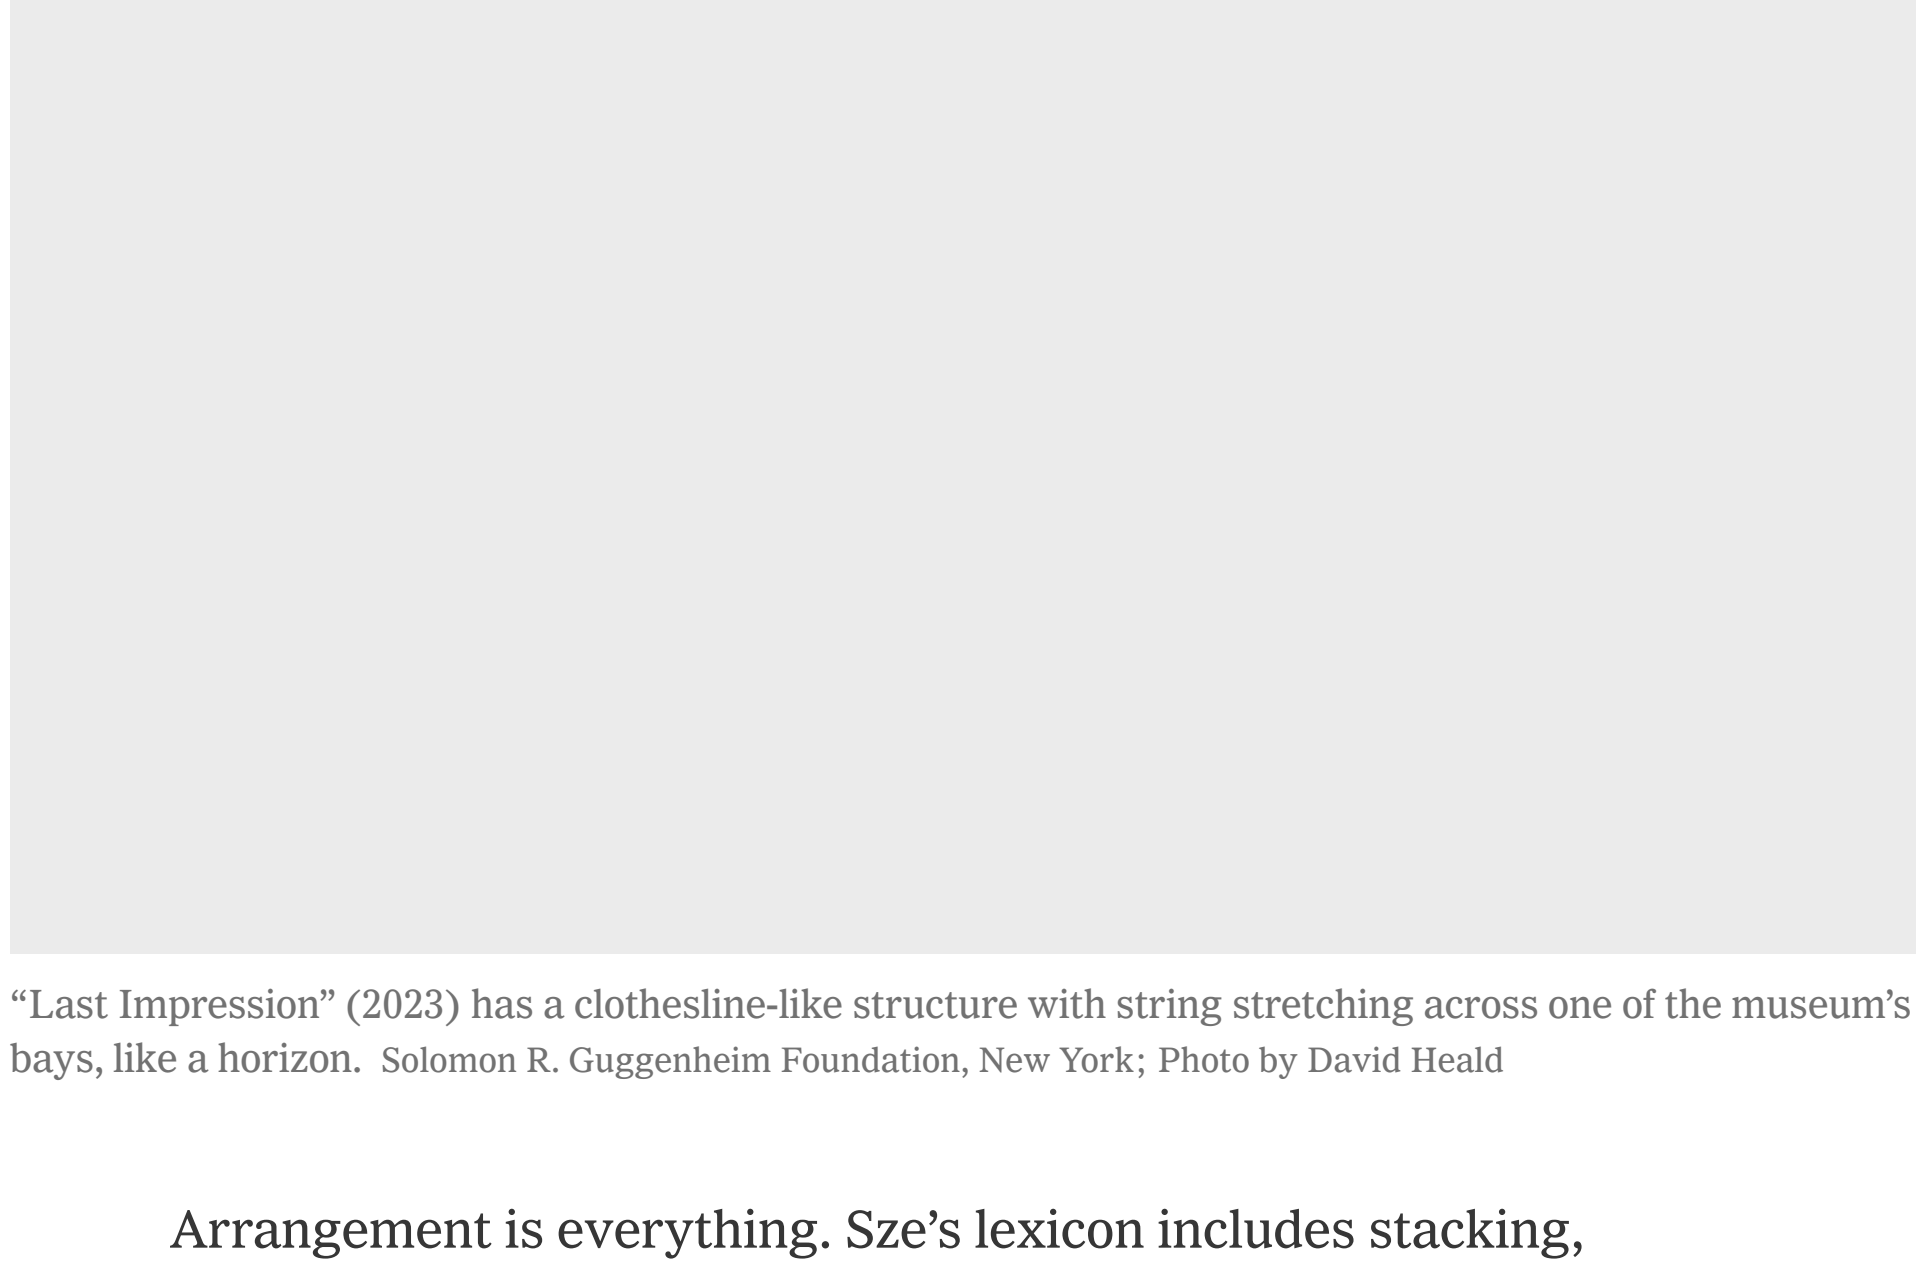 “Last Impression” (2023) has a clothesline-like structure with string stretching across one of the museum’s
bays, like a horizon. Solomon R. Guggenheim Foundation, New York; Photo by David Heald
Arrangement is everything. Sze’s lexicon includes stacking,